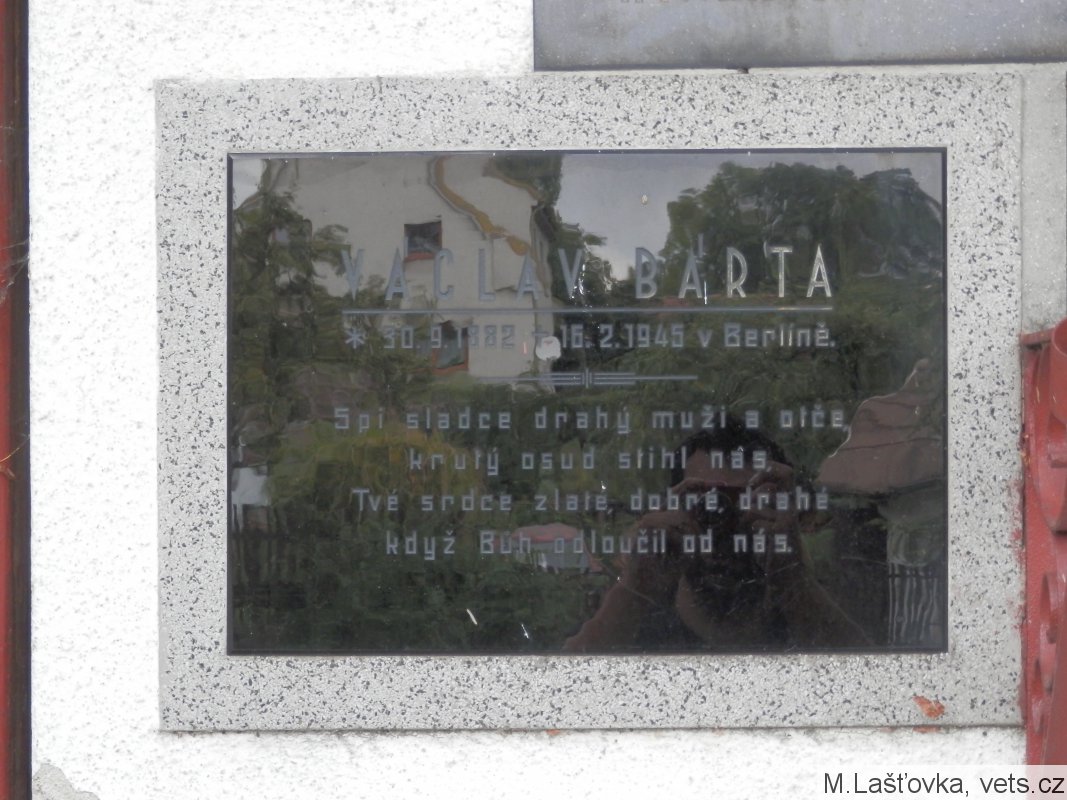 VÁCLAV BÁRTA
* 30.9.1882 † 16.2.1945 v Berlíně.
Spi sladce drahý muži a otče,
krutý osud stihl nás,
Tvé srdce zlaté, dobré, drahé
když Bůh odloučil od nás.
M.Lašťovka, vets.cz